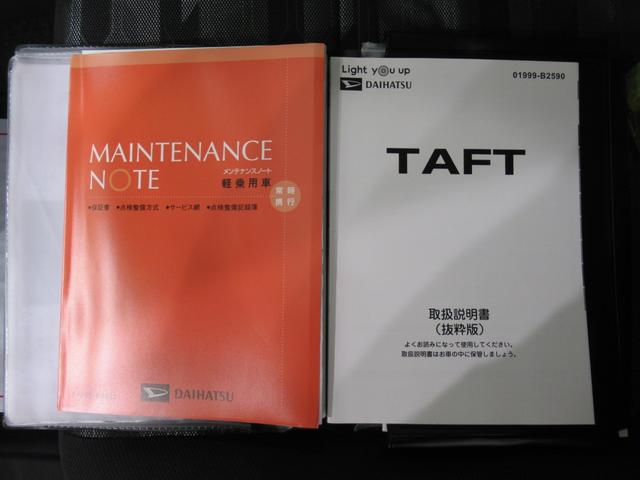 MAINTENANCE
NOTE
メンテナンスノート
軽乗用車
常時
携行
●保証書 ●点検整備方式 ●サービス網 ●点検整備記録簿
DAIHATSU
Light you up
DAIHATSU
01999-B2590
TAFT
取扱説明書
（抜粋版）
よくお読みになって使用してください。
取扱説明書はお車の中に保管しましょう。